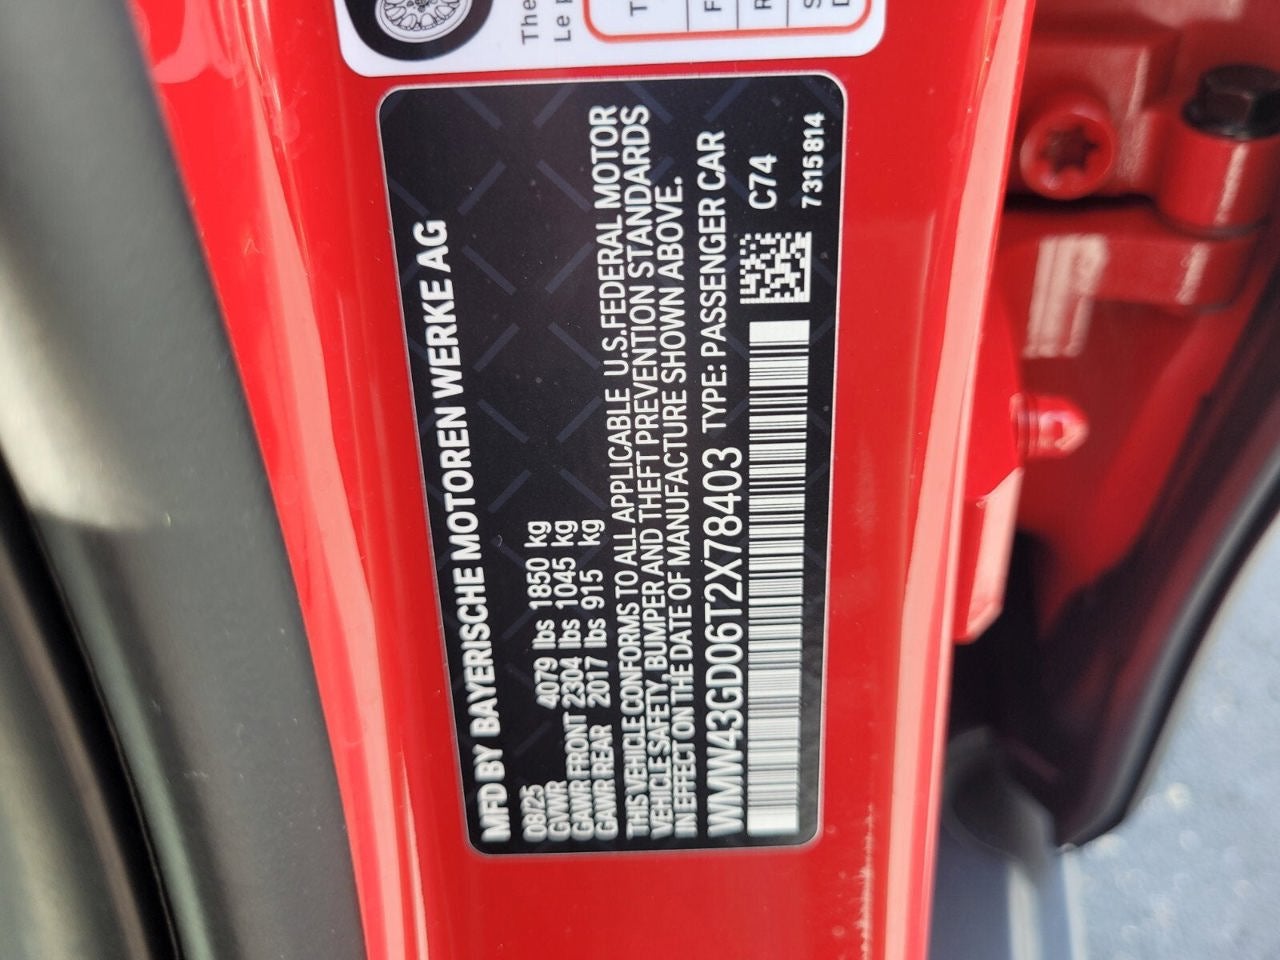 The
Le
MFD BY BAYERISCHE MOTOREN WERKE AG
08/25
GVWR 4079 lbs 1850 kg
GAWR FRONT 2304 lbs 1045 kg
GAWR REAR 2017 lbs 915 kg
THIS VEHICLE CONFORMS TO ALL APPLICABLE U.S.FEDERAL MOTOR
VEHICLE SAFETY, BUMPER AND THEFT PREVENTION STANDARDS
IN EFFECT ON THE DATE OF MANUFACTURE SHOWN ABOVE.
WMW43GD06T2X78403 TYPE: PASSENGER CAR
C74
7315814